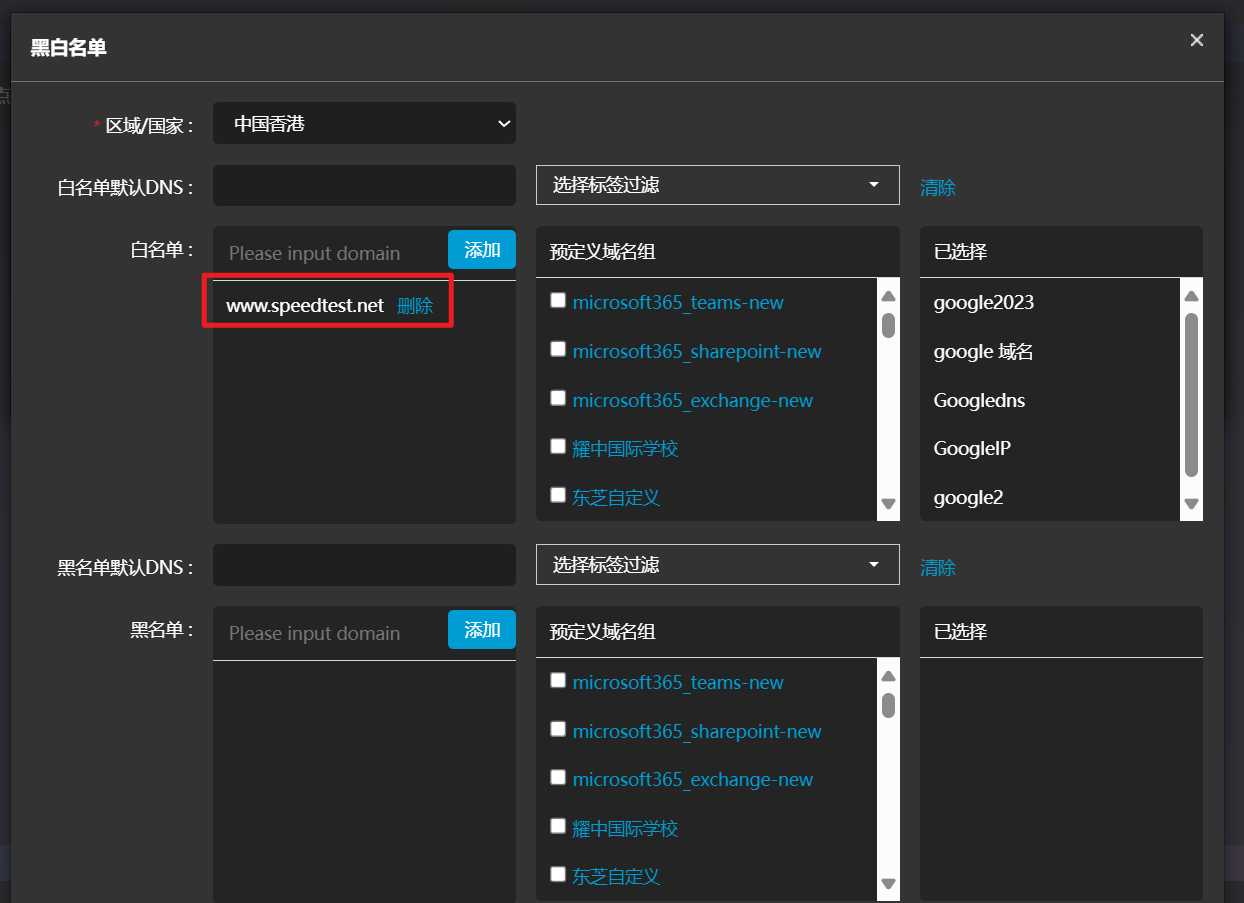 黑白名单
点
* 区域/国家 :
中国香港
白名单默认DNS :
选择标签过滤
清除
白名单 :
Please input domain
添加
预定义域名组
已选择
www.speedtest.net 删除
microsoft365_teams-new
microsoft365_sharepoint-new
microsoft365_exchange-new
耀中国际学校
东芝自定义
google2023
google 域名
Googledns
GoogleIP
google2
黑名单默认DNS :
选择标签过滤
清除
黑名单 :
Please input domain
添加
预定义域名组
已选择
microsoft365_teams-new
microsoft365_sharepoint-new
microsoft365_exchange-new
耀中国际学校
东芝自定义